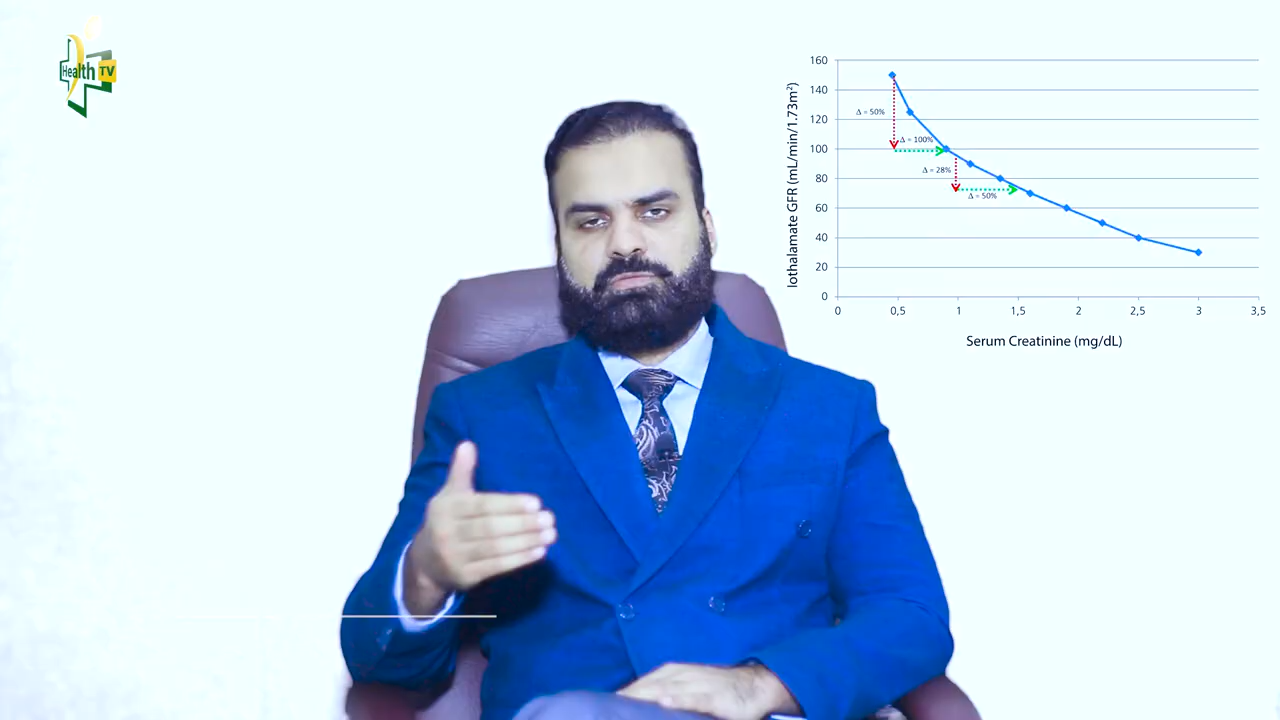 Health TV
160
140
120
100
80
60
40
20
0
Δ = 50%
Δ = 100%
Δ = 28%
Δ = 50%
Iothalamate GFR (mL/min/1.73m²)
0 0,5 1 1,5 2 2,5 3 3,5
Serum Creatinine (mg/dL)